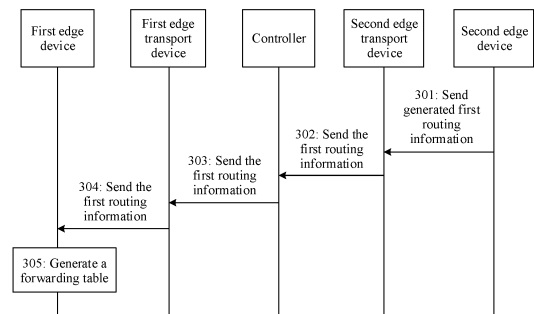 First edge
device
First edge
transport
device
Controller
Second edge
transport
device
Second edge
device
301: Send
generated first
routing
information
302: Send the
first routing
information
303: Send the
first routing
information
304: Send the
first routing
information
305: Generate a
forwarding table